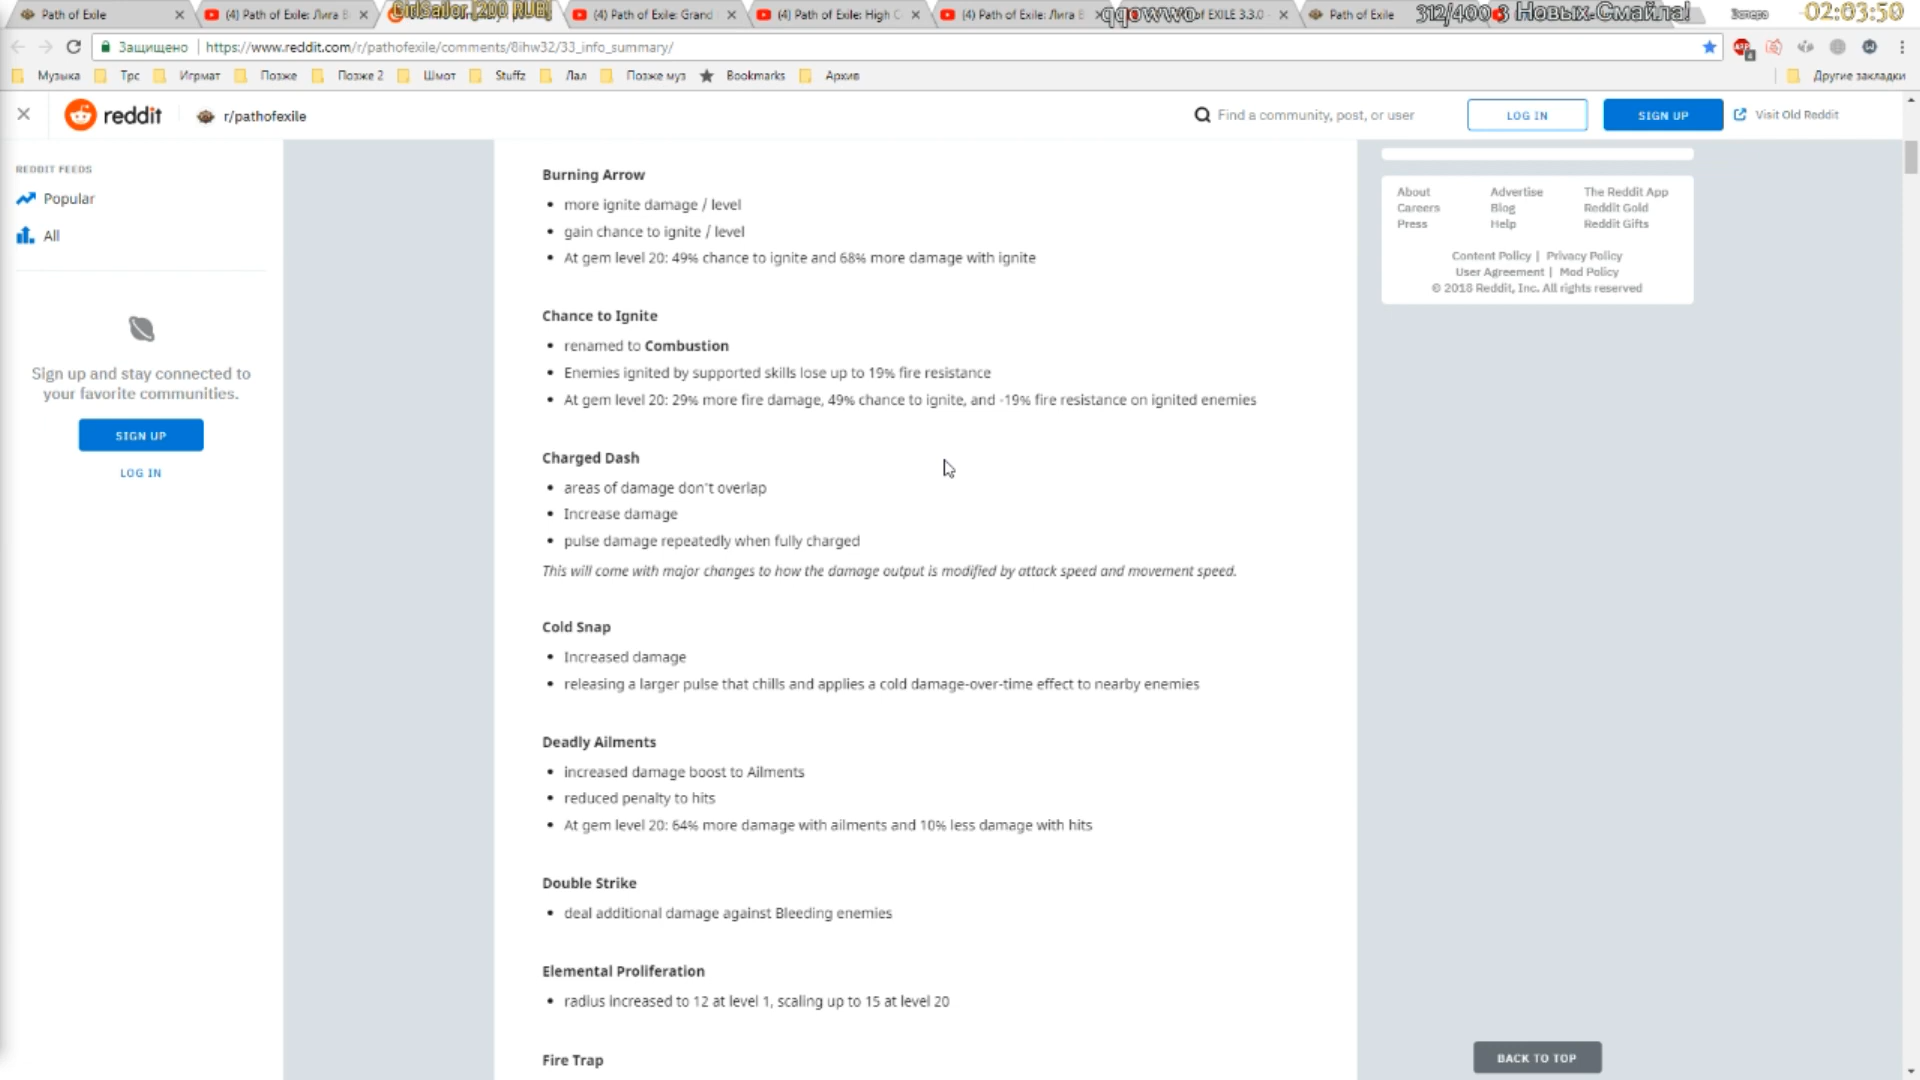 Path of Exile
(4) Path of Exile: Лига В
GirlSailor [200 RUB]
(4) Path of Exile: Grand
(4) Path of Exile: High C
(4) Path of Exile: Лига В
of EXILE 3.3.0 -
Path of Exile
312/400 3 Новых Смайла!
02:03:50
Защищено
https://www.reddit.com/r/pathofexile/comments/8ihw32/33_info_summary/
Музыка
Трс
Игрмат
Позже
Позже 2
Шмот
Stuffz
Лал
Позже муз
Bookmarks
Архив
Другие закладки
reddit
r/pathofexile
Find a community, post, or user
LOG IN
SIGN UP
Visit Old Reddit
REDDIT FEEDS
Popular
All
Sign up and stay connected to
your favorite communities.
SIGN UP
LOG IN
Burning Arrow
• more ignite damage / level
• gain chance to ignite / level
• At gem level 20: 49% chance to ignite and 68% more damage with ignite
Chance to Ignite
• renamed to Combustion
• Enemies ignited by supported skills lose up to 19% fire resistance
• At gem level 20: 29% more fire damage, 49% chance to ignite, and -19% fire resistance on ignited enemies
Charged Dash
• areas of damage don't overlap
• Increase damage
• pulse damage repeatedly when fully charged
This will come with major changes to how the damage output is modified by attack speed and movement speed.
Cold Snap
• Increased damage
• releasing a larger pulse that chills and applies a cold damage-over-time effect to nearby enemies
Deadly Ailments
• increased damage boost to Ailments
• reduced penalty to hits
• At gem level 20: 64% more damage with ailments and 10% less damage with hits
Double Strike
• deal additional damage against Bleeding enemies
Elemental Proliferation
• radius increased to 12 at level 1, scaling up to 15 at level 20
Fire Trap
About Advertise The Reddit App
Careers Blog Reddit Gold
Press Help Reddit Gifts
Content Policy | Privacy Policy
User Agreement | Mod Policy
© 2018 Reddit, Inc. All rights reserved
BACK TO TOP